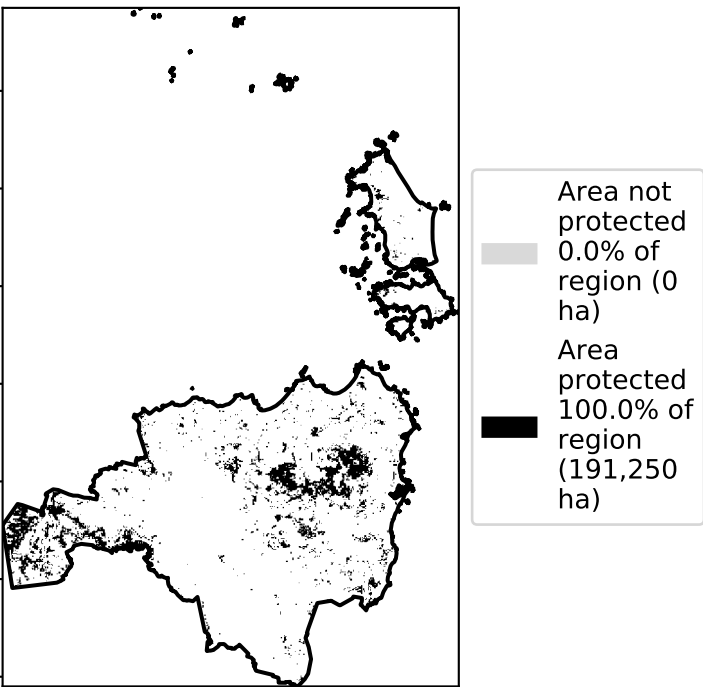 Area not
protected
0.0% of
region (0
ha)
Area
protected
100.0% of
region
(191,250
ha)